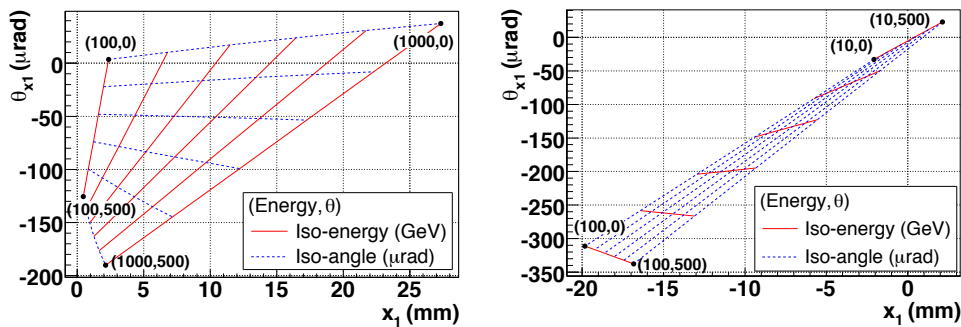 θx1 (μrad)
0
-50
-100
-150
-200
0 5 10 15 20 25
x1 (mm)
(100,0)
(1000,0)
(100,500)
(1000,500)
(Energy, θ)
Iso-energy (GeV)
Iso-angle (μrad)
θx1 (μrad)
0
-50
-100
-150
-200
-250
-300
-350
-20 -15 -10 -5 0
x1 (mm)
(10,500)
(10,0)
(100,0)
(100,500)
(Energy, θ)
Iso-energy (GeV)
Iso-angle (μrad)